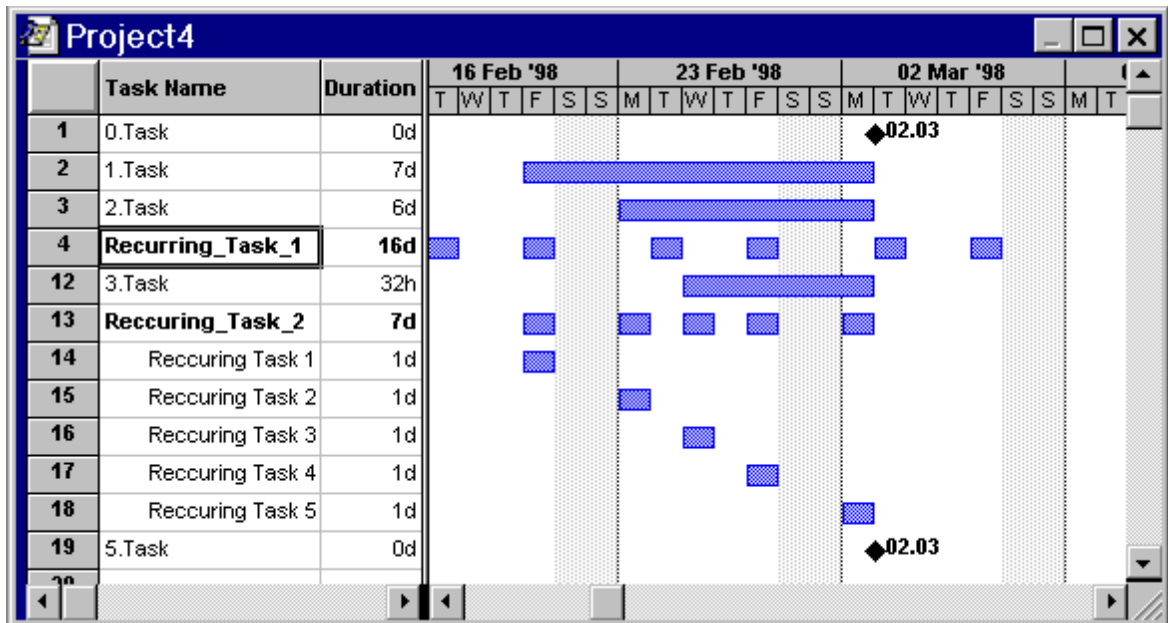 Project4
Task Name Duration 16 Feb '98 23 Feb '98 02 Mar '98
T W T F S S M T W T F S S M T W T F S S M T
1 0.Task 0d 02.03
2 1.Task 7d
3 2.Task 6d
4 Recurring_Task_1 16d
12 3.Task 32h
13 Reccuring_Task_2 7d
14 Reccuring Task 1 1d
15 Reccuring Task 2 1d
16 Reccuring Task 3 1d
17 Reccuring Task 4 1d
18 Reccuring Task 5 1d
19 5.Task 0d 02.03
20